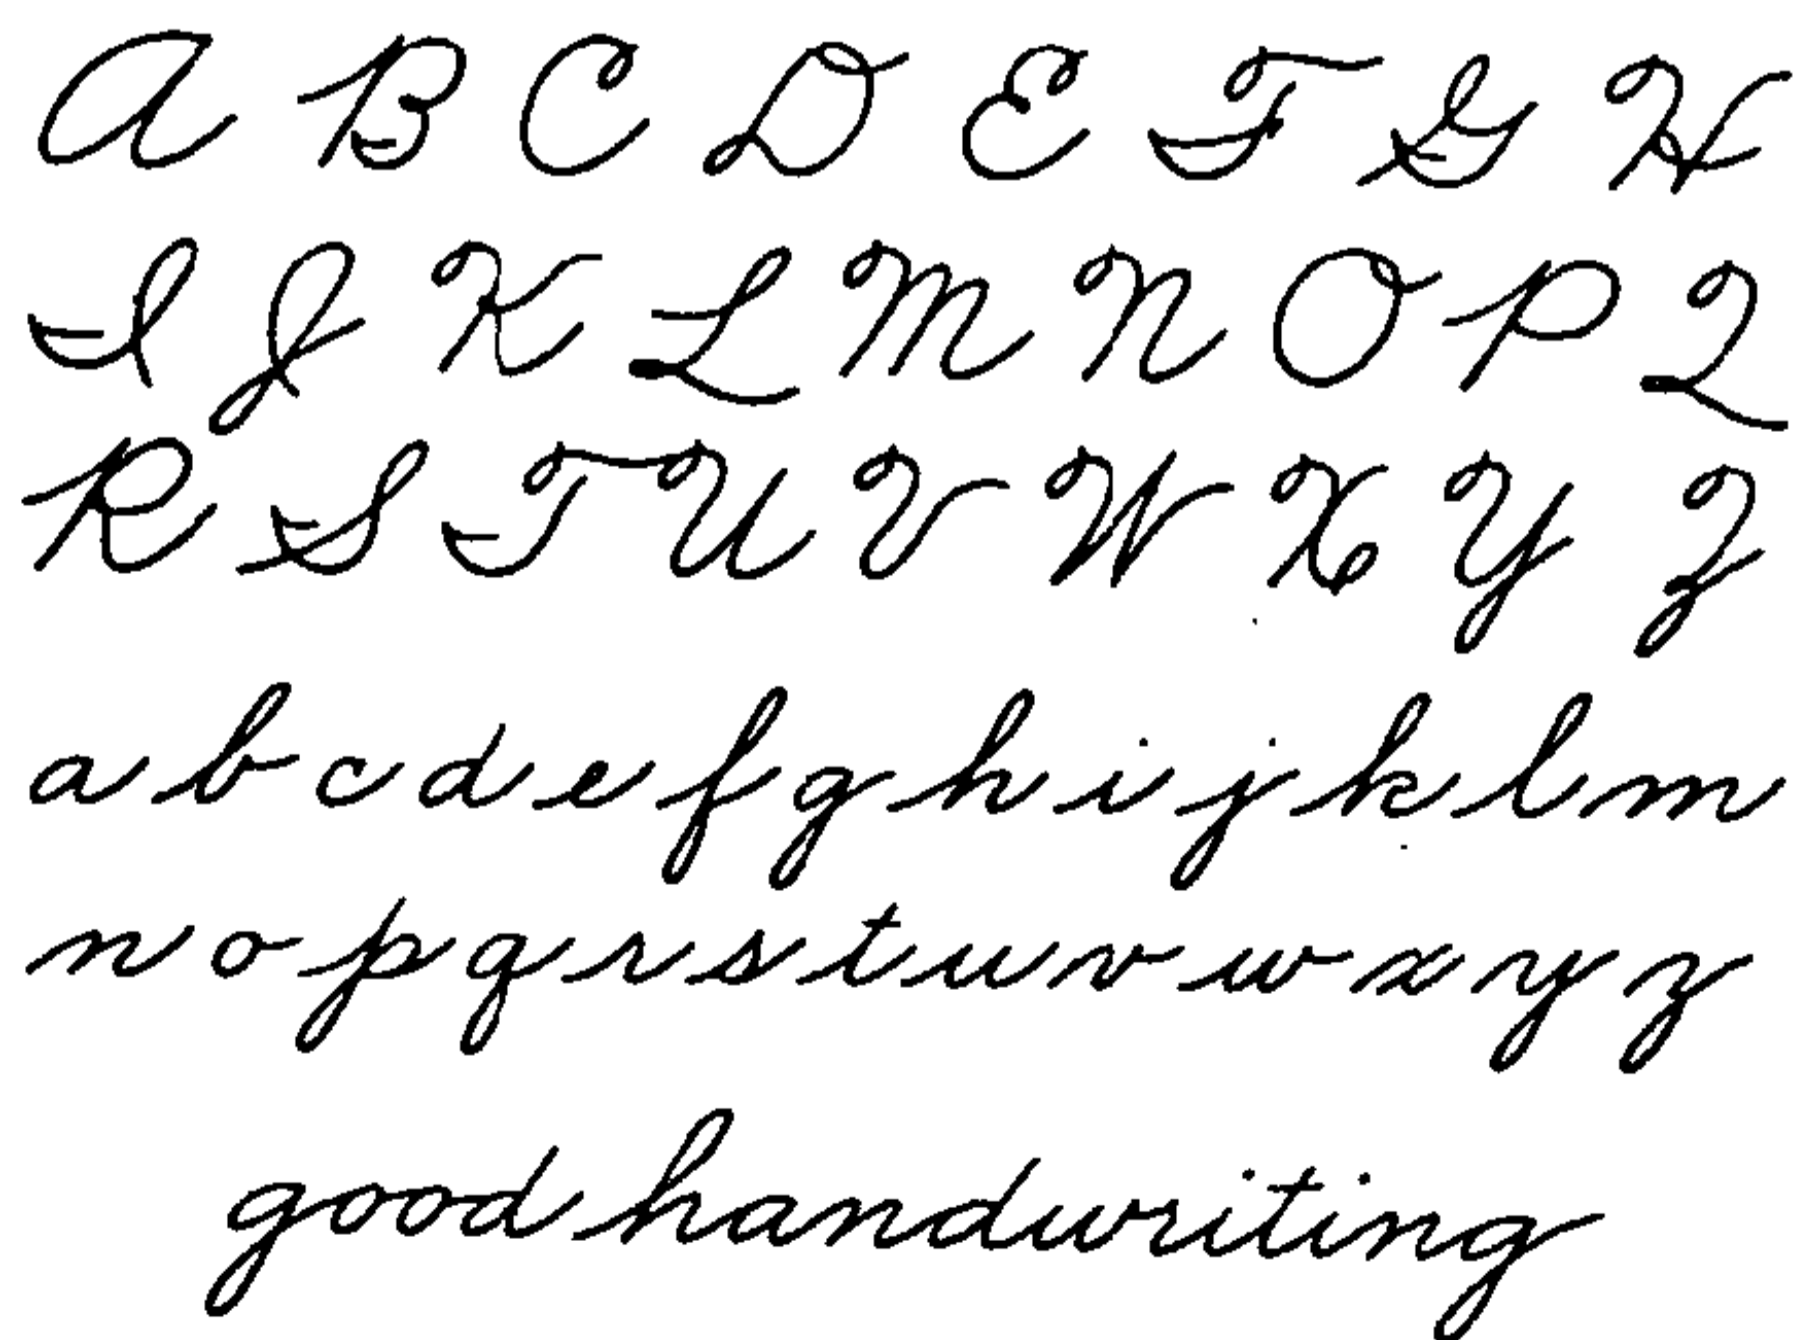 A B C D E F G H
I J K L M N O P Q
R S T U V W X Y Z
a b c d e f g h i j k l m
n o p q r s t u v w x y z
good handwriting